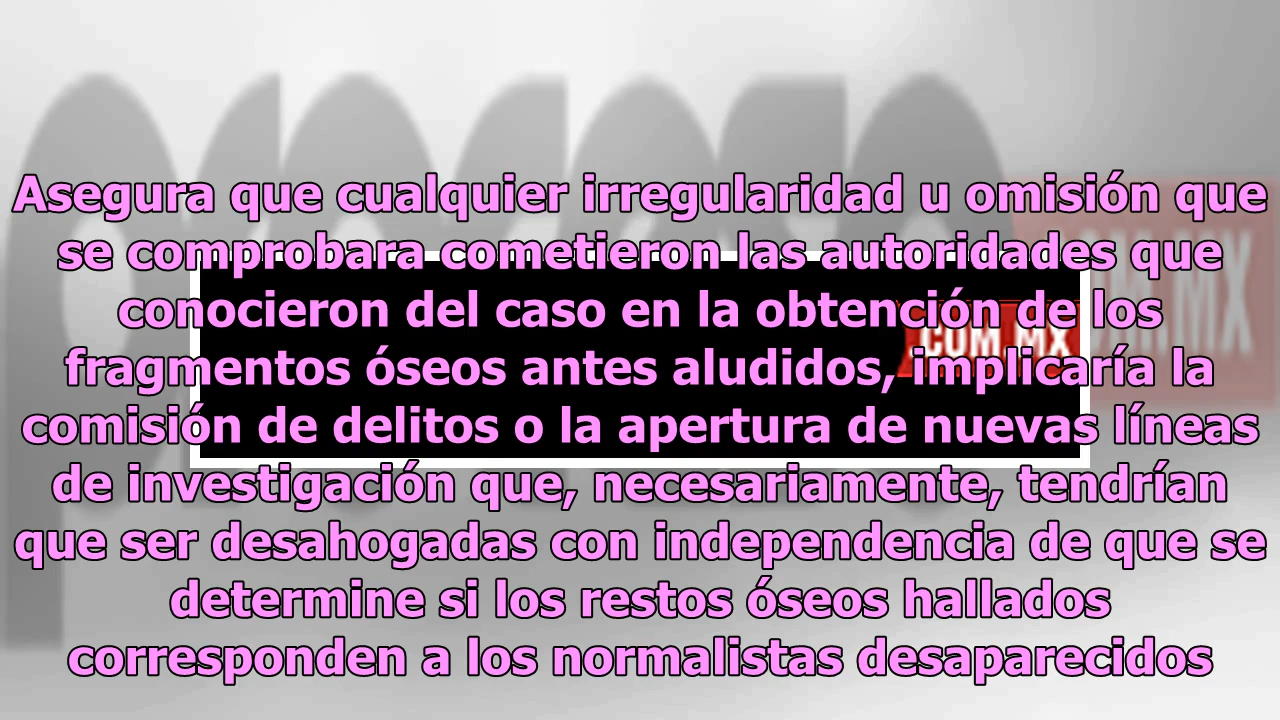 Asegura que cualquier irregularidad u omisión que
se comprobara cometieron las autoridades que
conocieron del caso en la obtención de los
fragmentos óseos antes aludidos, implicaría la
comisión de delitos o la apertura de nuevas líneas
de investigación que, necesariamente, tendrían
que ser desahogadas con independencia de que se
determine si los restos óseos hallados
corresponden a los normalistas desaparecidos
.COM.MX